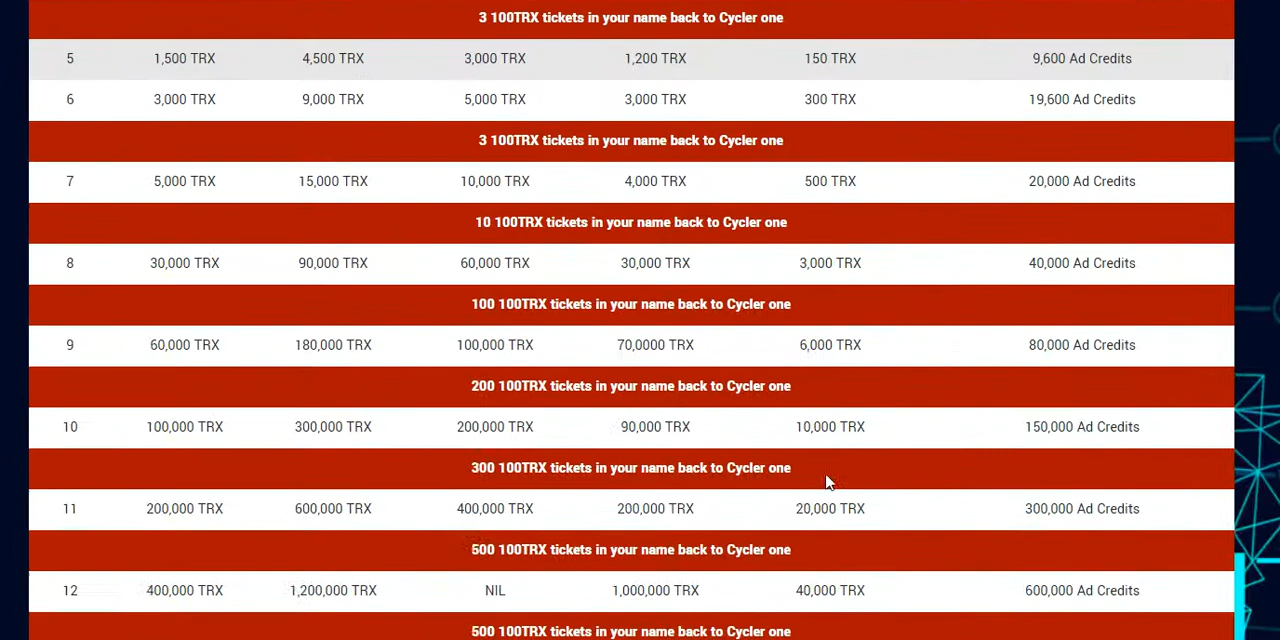 3 100TRX tickets in your name back to Cycler one
5 1,500 TRX 4,500 TRX 3,000 TRX 1,200 TRX 150 TRX 9,600 Ad Credits
6 3,000 TRX 9,000 TRX 5,000 TRX 3,000 TRX 300 TRX 19,600 Ad Credits
3 100TRX tickets in your name back to Cycler one
7 5,000 TRX 15,000 TRX 10,000 TRX 4,000 TRX 500 TRX 20,000 Ad Credits
10 100TRX tickets in your name back to Cycler one
8 30,000 TRX 90,000 TRX 60,000 TRX 30,000 TRX 3,000 TRX 40,000 Ad Credits
100 100TRX tickets in your name back to Cycler one
9 60,000 TRX 180,000 TRX 100,000 TRX 70,0000 TRX 6,000 TRX 80,000 Ad Credits
200 100TRX tickets in your name back to Cycler one
10 100,000 TRX 300,000 TRX 200,000 TRX 90,000 TRX 10,000 TRX 150,000 Ad Credits
300 100TRX tickets in your name back to Cycler one
11 200,000 TRX 600,000 TRX 400,000 TRX 200,000 TRX 20,000 TRX 300,000 Ad Credits
500 100TRX tickets in your name back to Cycler one
12 400,000 TRX 1,200,000 TRX NIL 1,000,000 TRX 40,000 TRX 600,000 Ad Credits
500 100TRX tickets in your name back to Cycler one